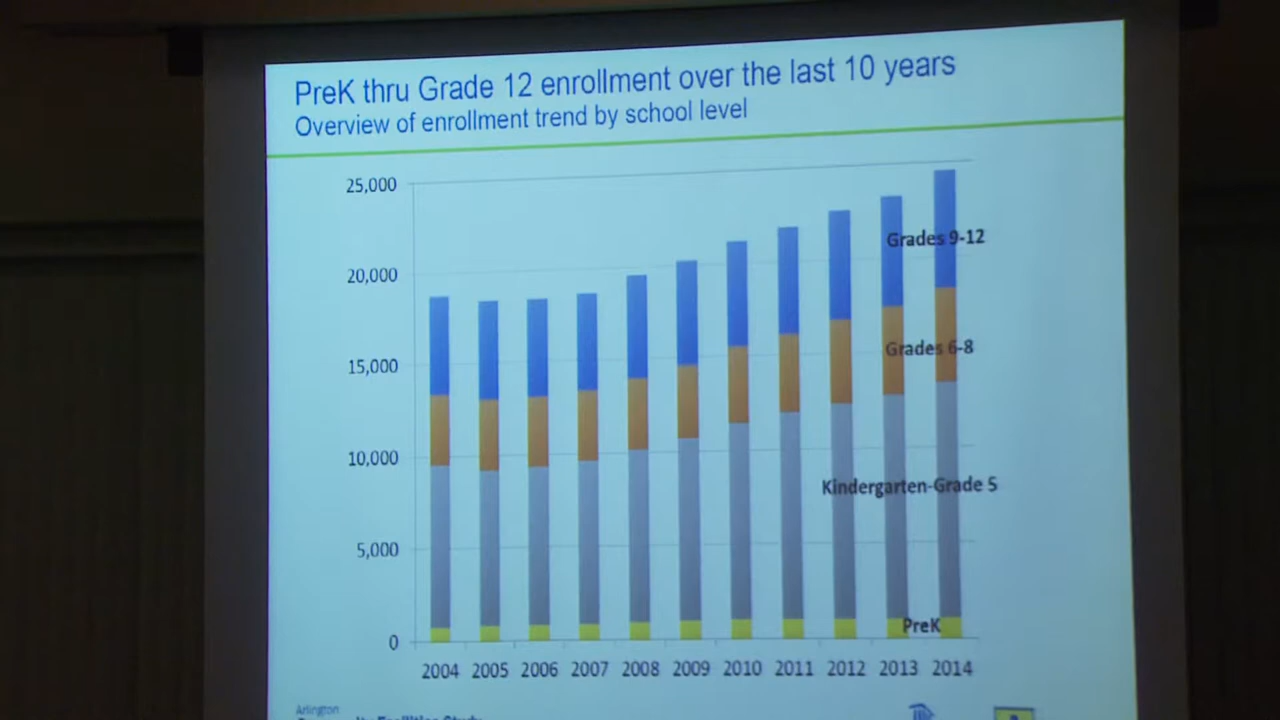 PreK thru Grade 12 enrollment over the last 10 years
Overview of enrollment trend by school level
25,000
20,000
15,000
10,000
5,000
0
Grades 9-12
Grades 6-8
Kindergarten-Grade 5
PreK
2004 2005 2006 2007 2008 2009 2010 2011 2012 2013 2014
Arlington
Facilities Study